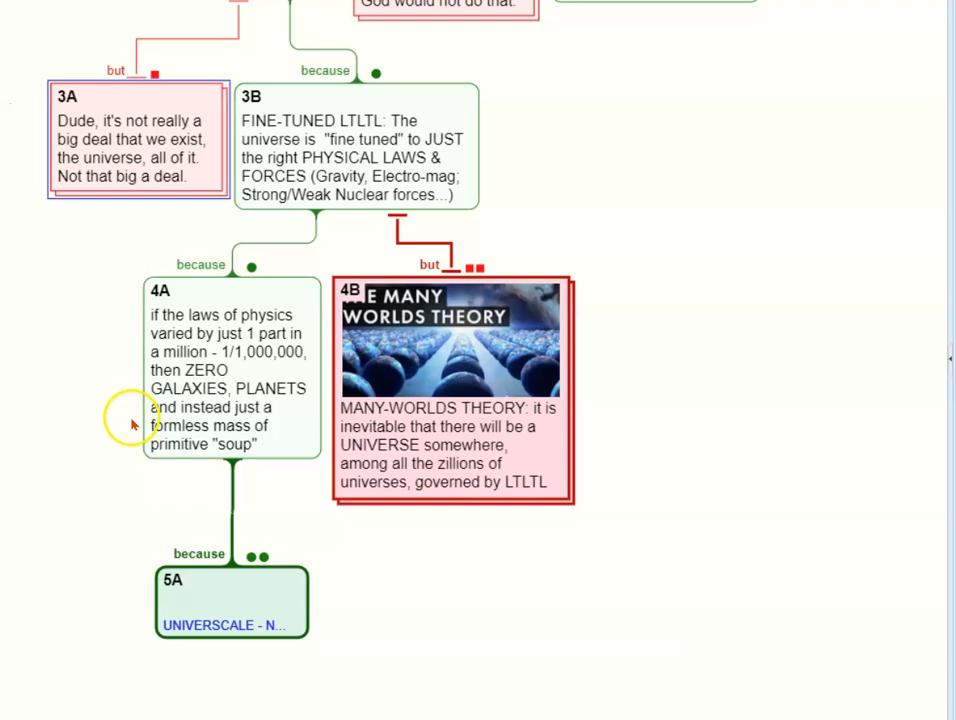 God would not do that.
but
because
3A
Dude, it's not really a
big deal that we exist,
the universe, all of it.
Not that big a deal.
3B
FINE-TUNED LTLTL: The
universe is "fine tuned" to JUST
the right PHYSICAL LAWS &
FORCES (Gravity, Electro-mag;
Strong/Weak Nuclear forces...)
because
but
4A
if the laws of physics
varied by just 1 part in
a million - 1/1,000,000,
then ZERO
GALAXIES, PLANETS
and instead just a
formless mass of
primitive "soup"
4B
E MANY
WORLDS THEORY
MANY-WORLDS THEORY: it is
inevitable that there will be a
UNIVERSE somewhere,
among all the zillions of
universes, governed by LTLTL
because
5A
UNIVERSCALE - N...